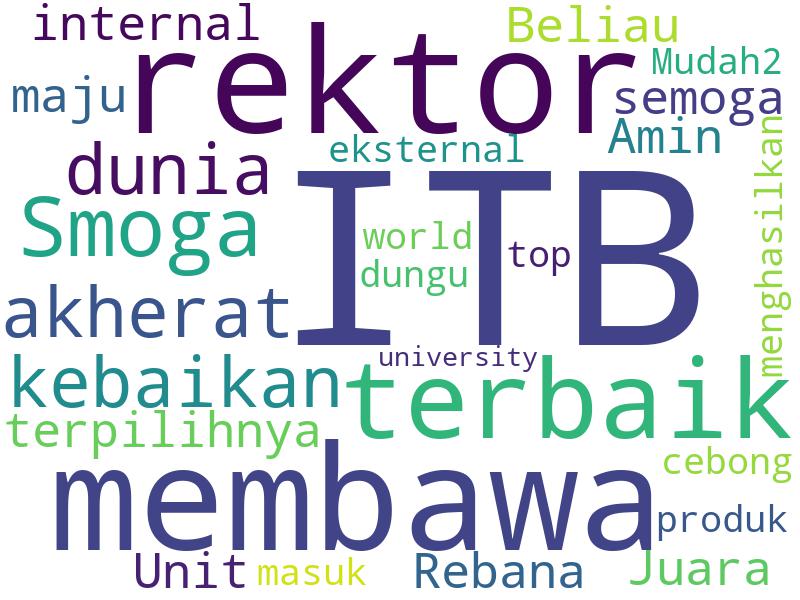 internal
Beliau
rektor
Mudah2
maju
semoga
Amin
eksternal
dunia
menghasilkan
ITB
Smoga
world
top
dungu
akherat
university
kebaikan
terbaik
terpilihnya
cebong
membawa
produk
Unit
masuk
Rebana
Juara